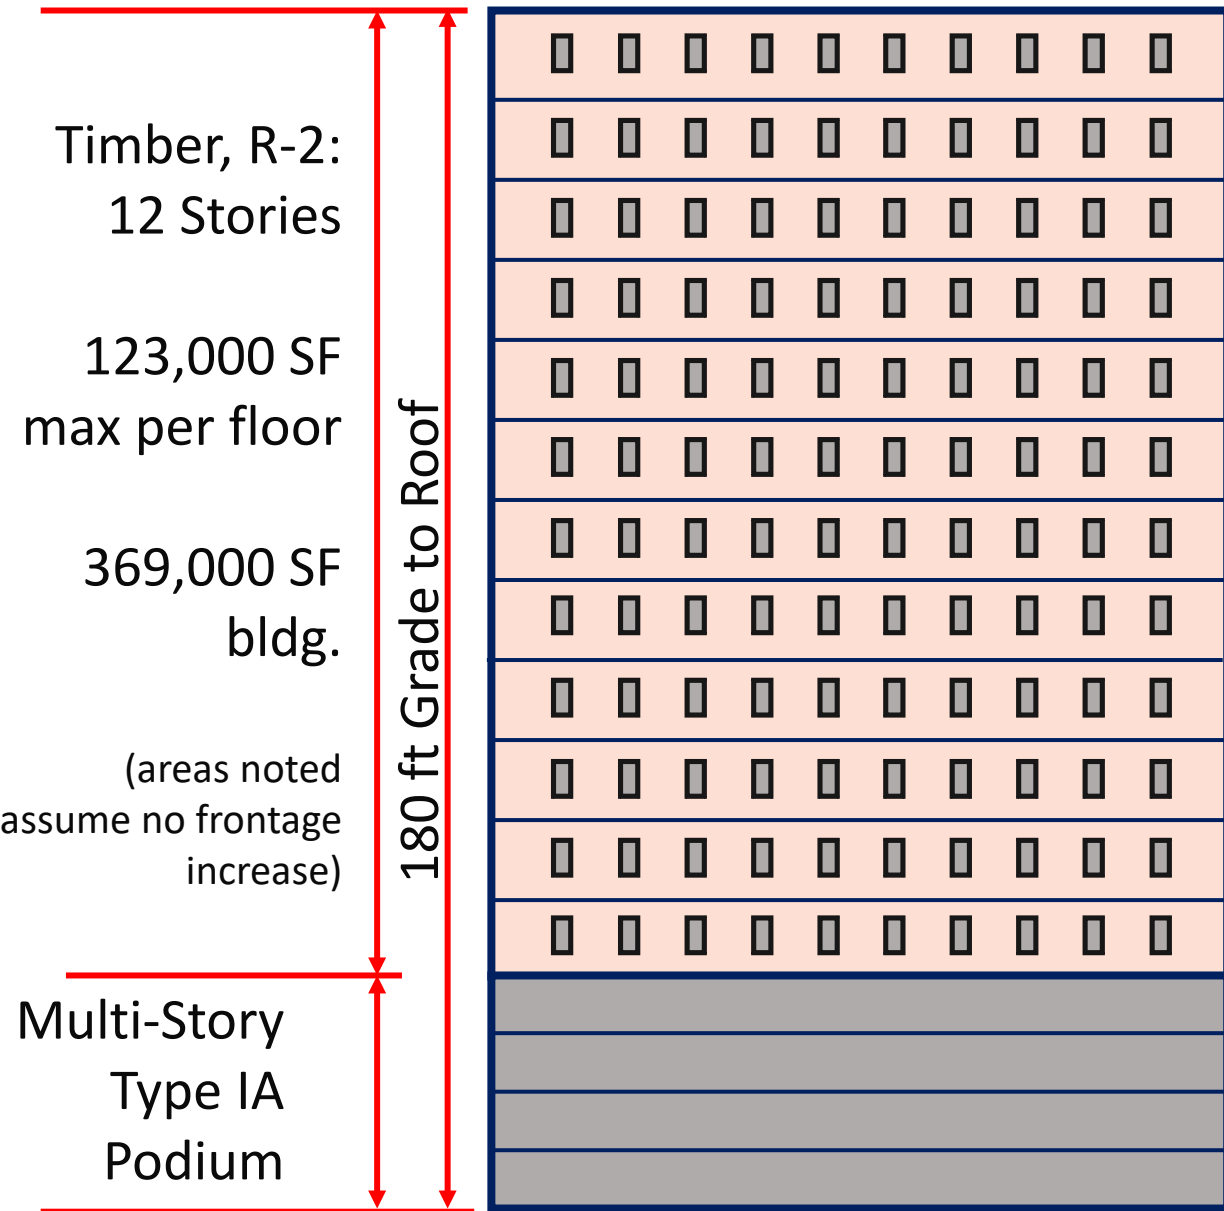 Timber, R-2:
12 Stories
123,000 SF
max per floor
369,000 SF
bldg.
(areas noted
assume no frontage
increase)
180 ft Grade to Roof
Multi-Story
Type IA
Podium